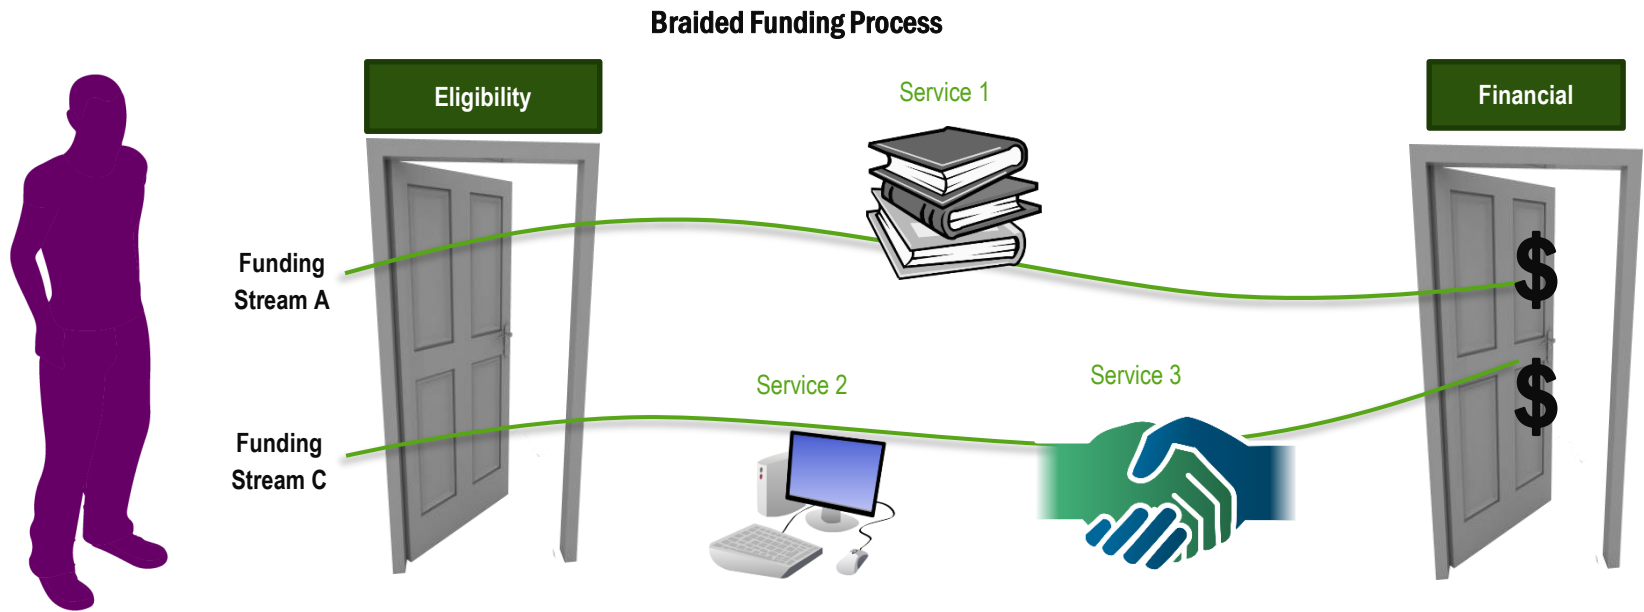 Braided Funding Process
Eligibility
Service 1
Financial
Funding
Stream A
$
Service 2
Service 3
$
Funding
Stream C